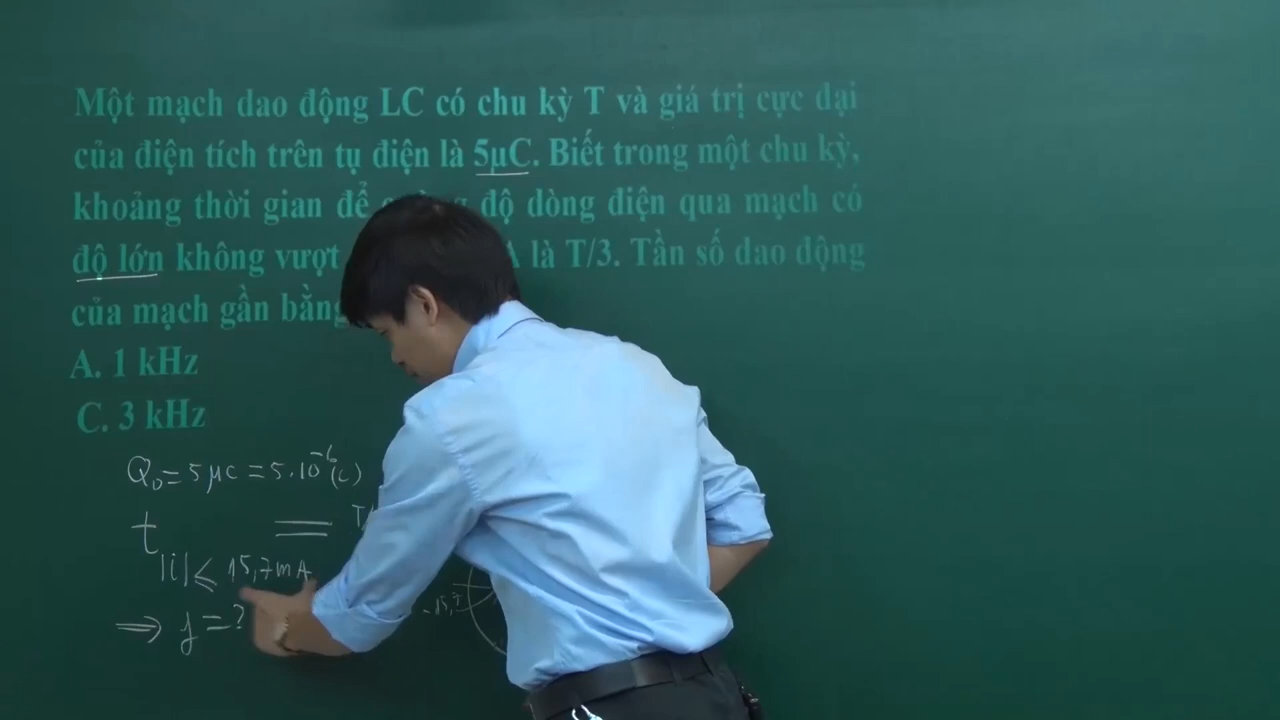 Một mạch dao động LC có chu kỳ T và giá trị cực đại
của điện tích trên tụ điện là 5μC. Biết trong một chu kỳ,
khoảng thời gian để độ dòng điện qua mạch có
độ lớn không vượt A là T/3. Tần số dao động
của mạch gần bằng
A. 1 kHz
C. 3 kHz
Q₀ = 5μC = 5.10⁻⁶(C)
t = T/
|i| ≤ 15,7mA
⇒ f = ?
-15,7